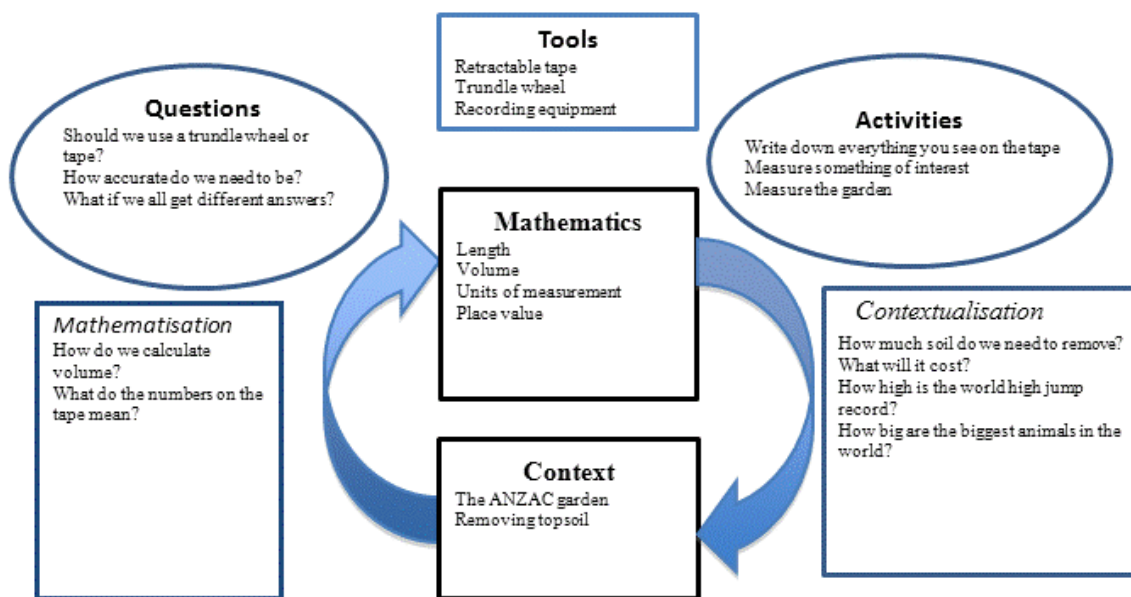 Tools
Retractable tape
Trundle wheel
Recording equipment
Questions
Should we use a trundle wheel or
tape?
How accurate do we need to be?
What if we all get different answers?
Activities
Write down everything you see on the tape
Measure something of interest
Measure the garden
Mathematics
Length
Volume
Units of measurement
Place value
Mathematisation
How do we calculate
volume?
What do the numbers on the
tape mean?
Contextualisation
How much soil do we need to remove?
What will it cost?
How high is the world high jump
record?
How big are the biggest animals in the
world?
Context
The ANZAC garden
Removing topsoil